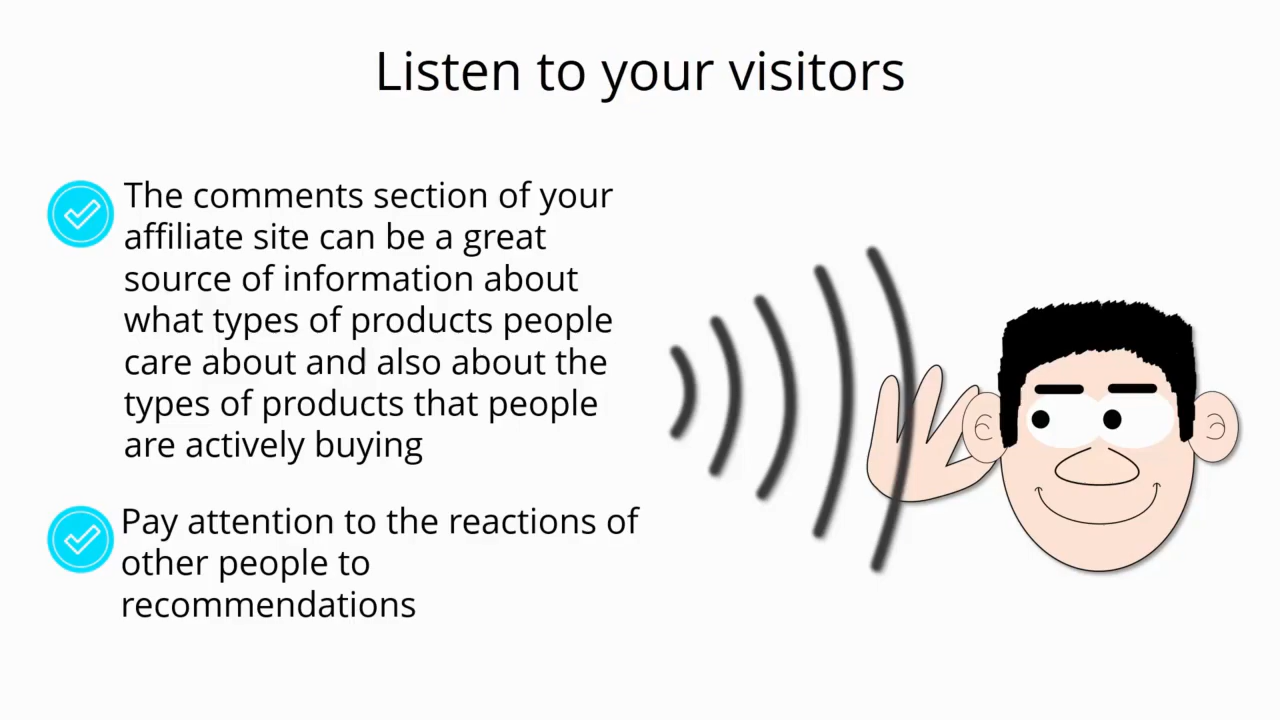 Listen to your visitors
The comments section of your
affiliate site can be a great
source of information about
what types of products people
care about and also about the
types of products that people
are actively buying
Pay attention to the reactions of
other people to
recommendations